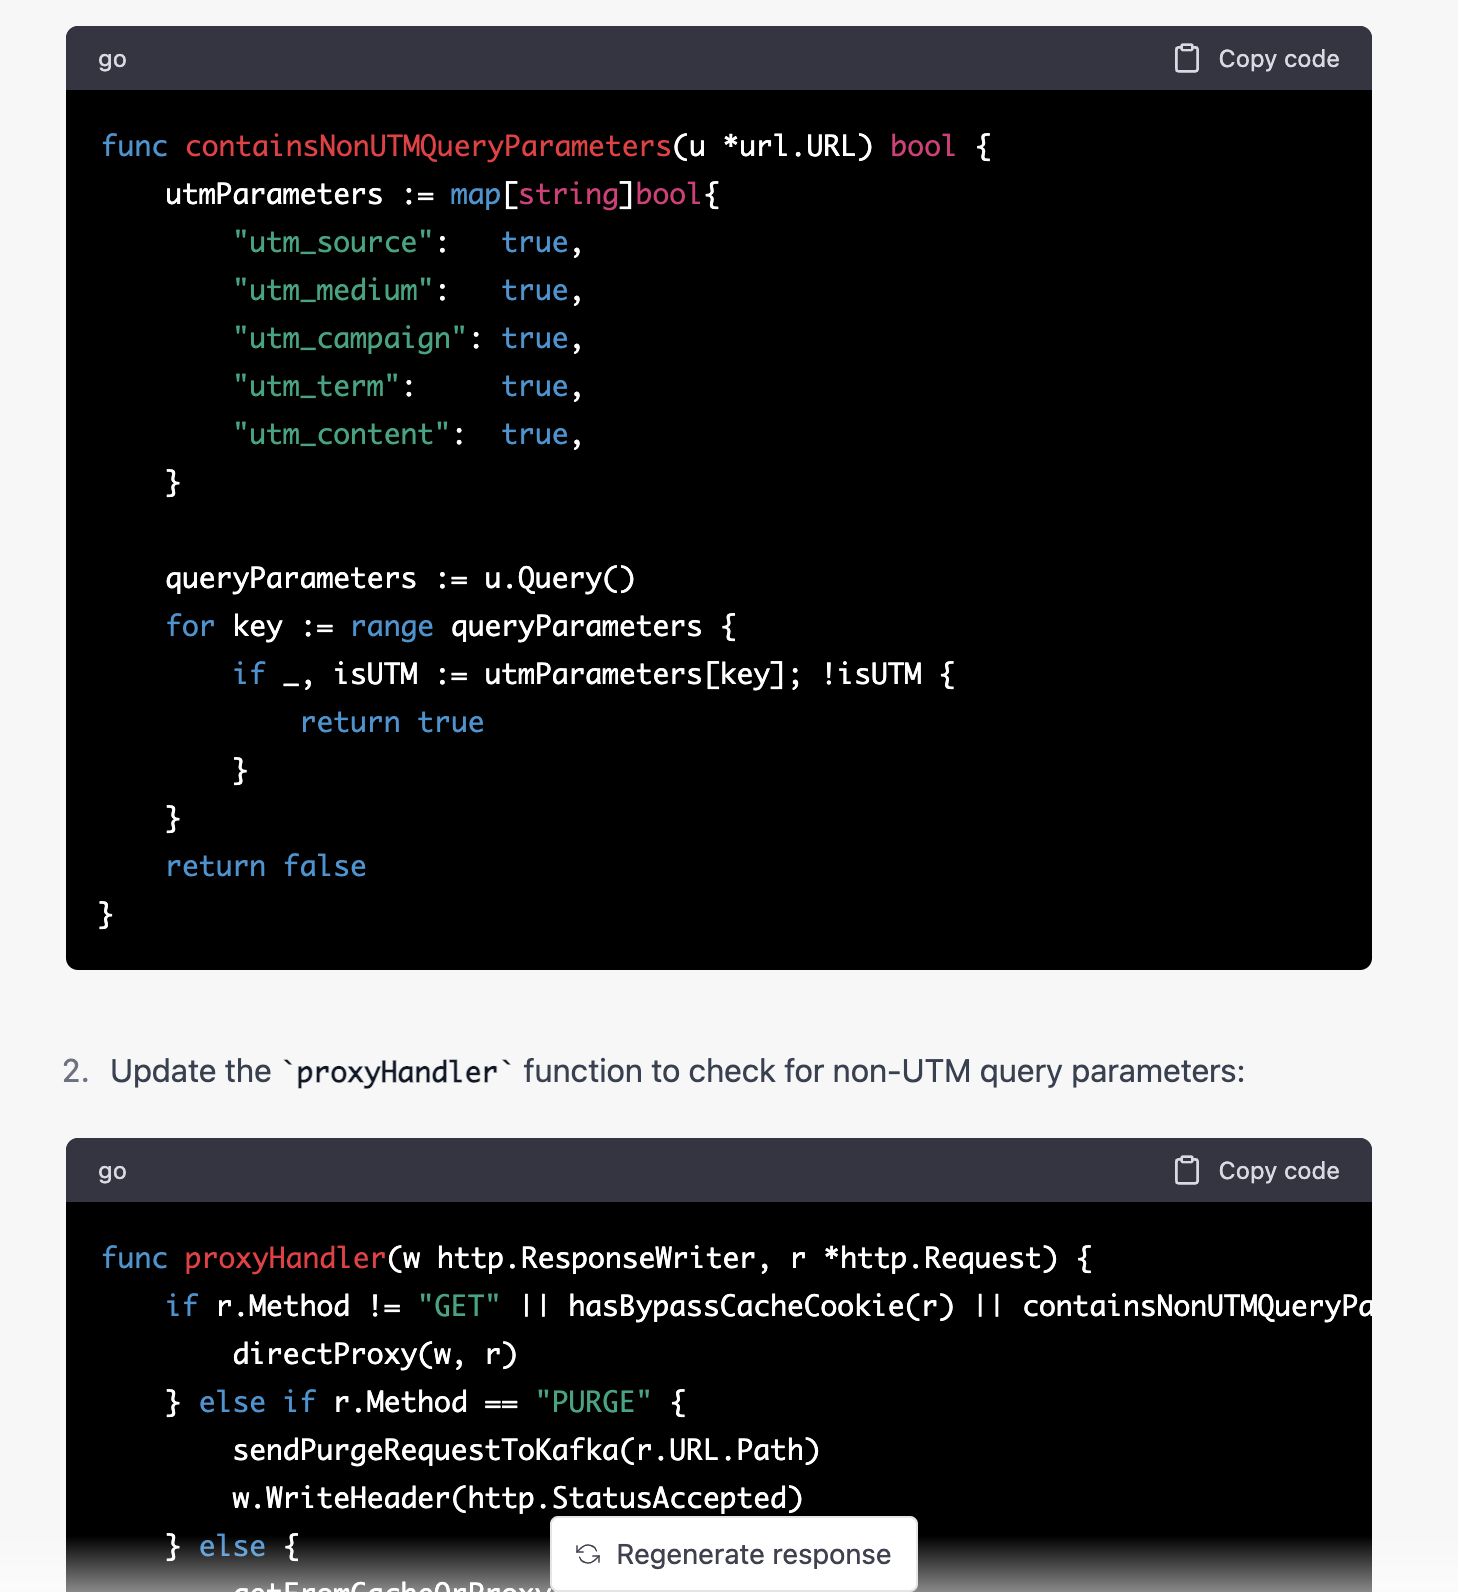 go Copy code
func containsNonUTMQueryParameters(u *url.URL) bool {
    utmParameters := map[string]bool{
        "utm_source":   true,
        "utm_medium":   true,
        "utm_campaign": true,
        "utm_term":     true,
        "utm_content":  true,
    }
    queryParameters := u.Query()
    for key := range queryParameters {
        if _, isUTM := utmParameters[key]; !isUTM {
            return true
        }
    }
    return false
}
2. Update the `proxyHandler` function to check for non-UTM query parameters:
go Copy code
func proxyHandler(w http.ResponseWriter, r *http.Request) {
    if r.Method != "GET" || hasBypassCacheCookie(r) || containsNonUTMQueryPa
        directProxy(w, r)
    } else if r.Method == "PURGE" {
        sendPurgeRequestToKafka(r.URL.Path)
        w.WriteHeader(http.StatusAccepted)
    } else {
Regenerate response
        getFromCacheOrProxy